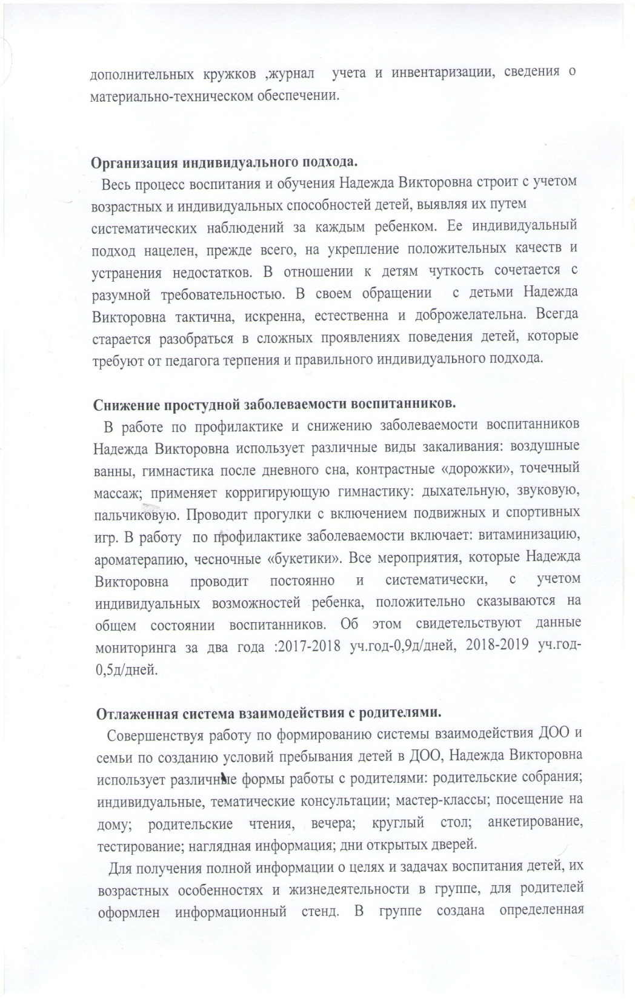 дополнительных кружков ,журнал учета и инвентаризации, сведения о
материально-техническом обеспечении.
Организация индивидуального подхода.
Весь процесс воспитания и обучения Надежда Викторовна строит с учетом
возрастных и индивидуальных способностей детей, выявляя их путем
систематических наблюдений за каждым ребенком. Ее индивидуальный
подход нацелен, прежде всего, на укрепление положительных качеств и
устранения недостатков. В отношении к детям чуткость сочетается с
разумной требовательностью. В своем обращении с детьми Надежда
Викторовна тактична, искренна, естественна и доброжелательна. Всегда
старается разобраться в сложных проявлениях поведения детей, которые
требуют от педагога терпения и правильного индивидуального подхода.
Снижение простудной заболеваемости воспитанников.
В работе по профилактике и снижению заболеваемости воспитанников
Надежда Викторовна использует различные виды закаливания: воздушные
ванны, гимнастика после дневного сна, контрастные «дорожки», точечный
массаж; применяет корригирующую гимнастику: дыхательную, звуковую,
пальчиковую. Проводит прогулки с включением подвижных и спортивных
игр. В работу по профилактике заболеваемости включает: витаминизацию,
ароматерапию, чесночные «букетики». Все мероприятия, которые Надежда
Викторовна проводит постоянно и систематически, с учетом
индивидуальных возможностей ребенка, положительно сказываются на
общем состоянии воспитанников. Об этом свидетельствуют данные
мониторинга за два года :2017-2018 уч.год-0,9д/дней, 2018-2019 уч.год-
0,5д/дней.
Отлаженная система взаимодействия с родителями.
Совершенствуя работу по формированию системы взаимодействия ДОО и
семьи по созданию условий пребывания детей в ДОО, Надежда Викторовна
использует различные формы работы с родителями: родительские собрания;
индивидуальные, тематические консультации; мастер-классы; посещение на
дому; родительские чтения, вечера; круглый стол; анкетирование,
тестирование; наглядная информация; дни открытых дверей.
Для получения полной информации о целях и задачах воспитания детей, их
возрастных особенностях и жизнедеятельности в группе, для родителей
оформлен информационный стенд. В группе создана определенная